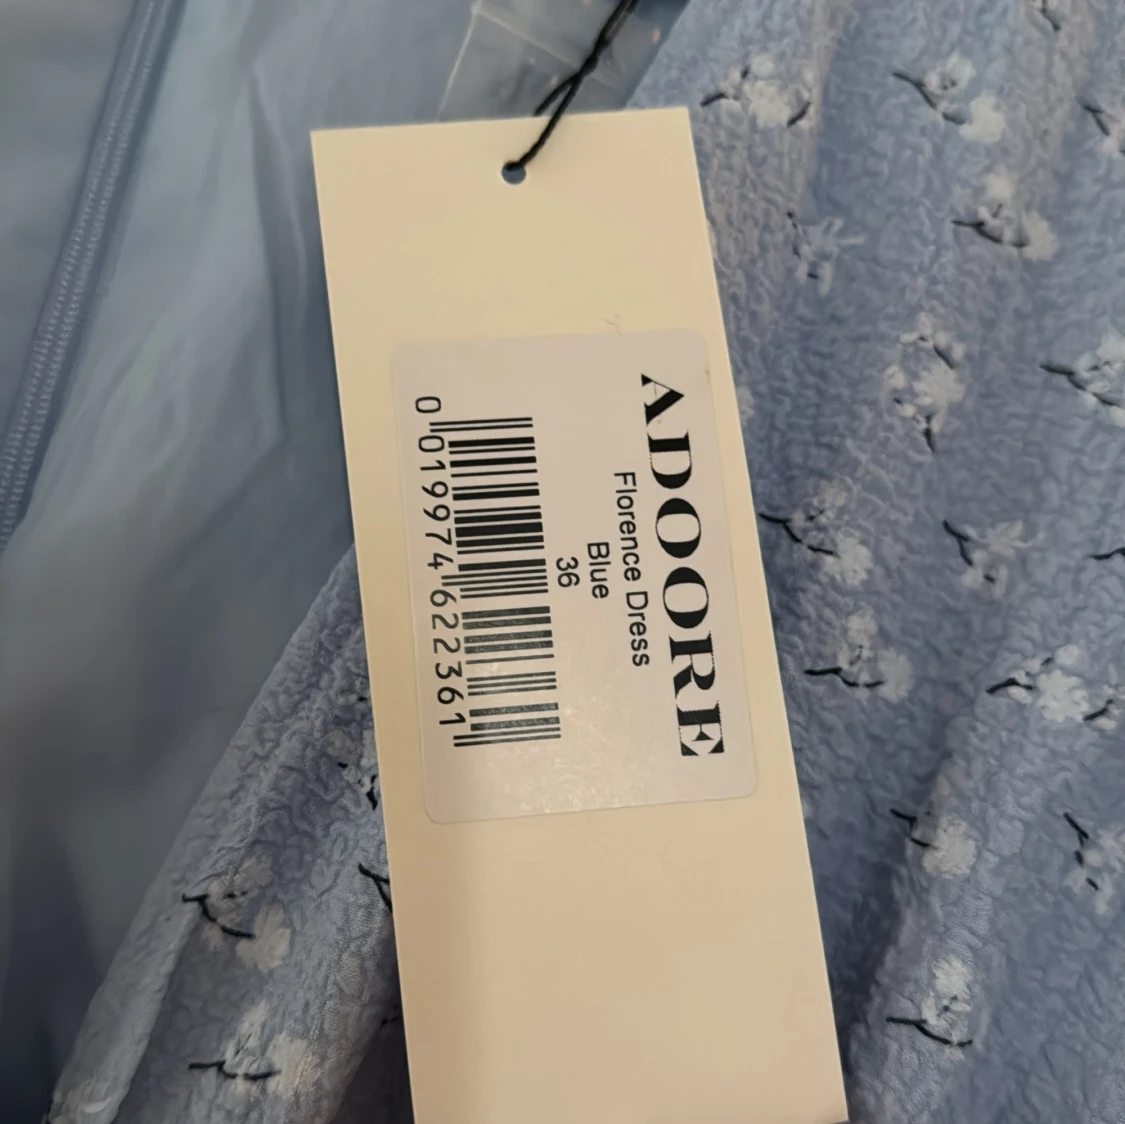 ADOORE
Florence Dress
Blue
36
0 019974 622361